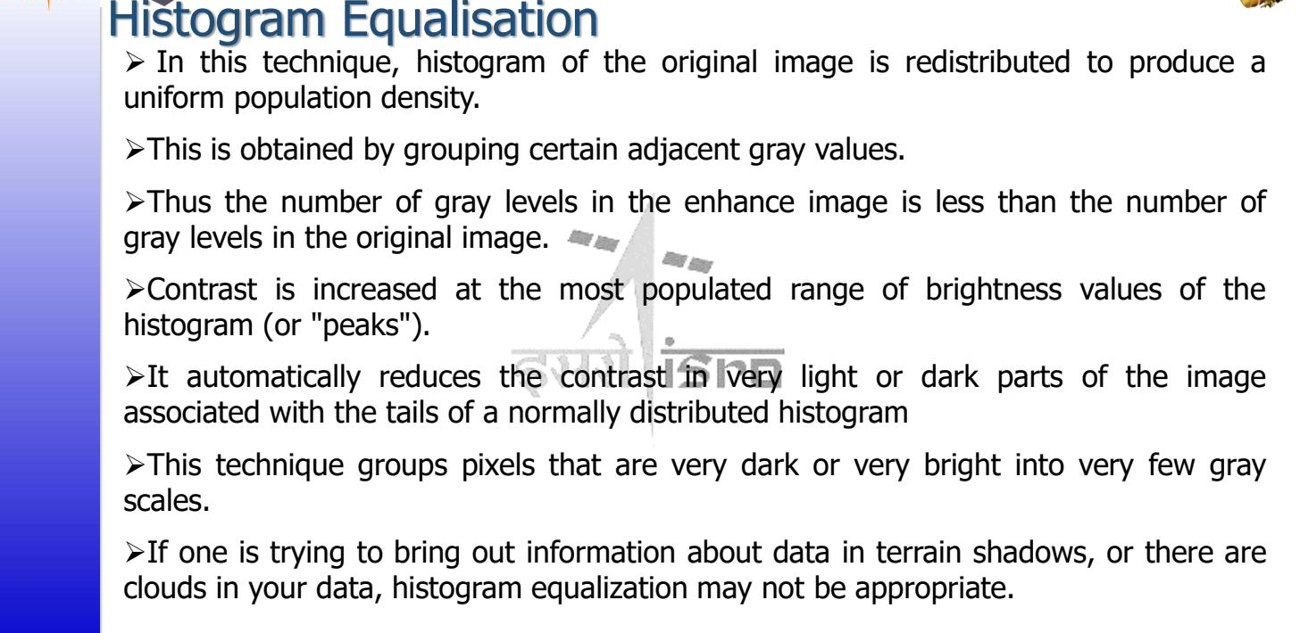 Histogram Equalisation
➢ In this technique, histogram of the original image is redistributed to produce a
uniform population density.
➢This is obtained by grouping certain adjacent gray values.
➢Thus the number of gray levels in the enhance image is less than the number of
gray levels in the original image.
➢Contrast is increased at the most populated range of brightness values of the
histogram (or "peaks").
इसरो isro
➢It automatically reduces the contrast in very light or dark parts of the image
associated with the tails of a normally distributed histogram
➢This technique groups pixels that are very dark or very bright into very few gray
scales.
➢If one is trying to bring out information about data in terrain shadows, or there are
clouds in your data, histogram equalization may not be appropriate.